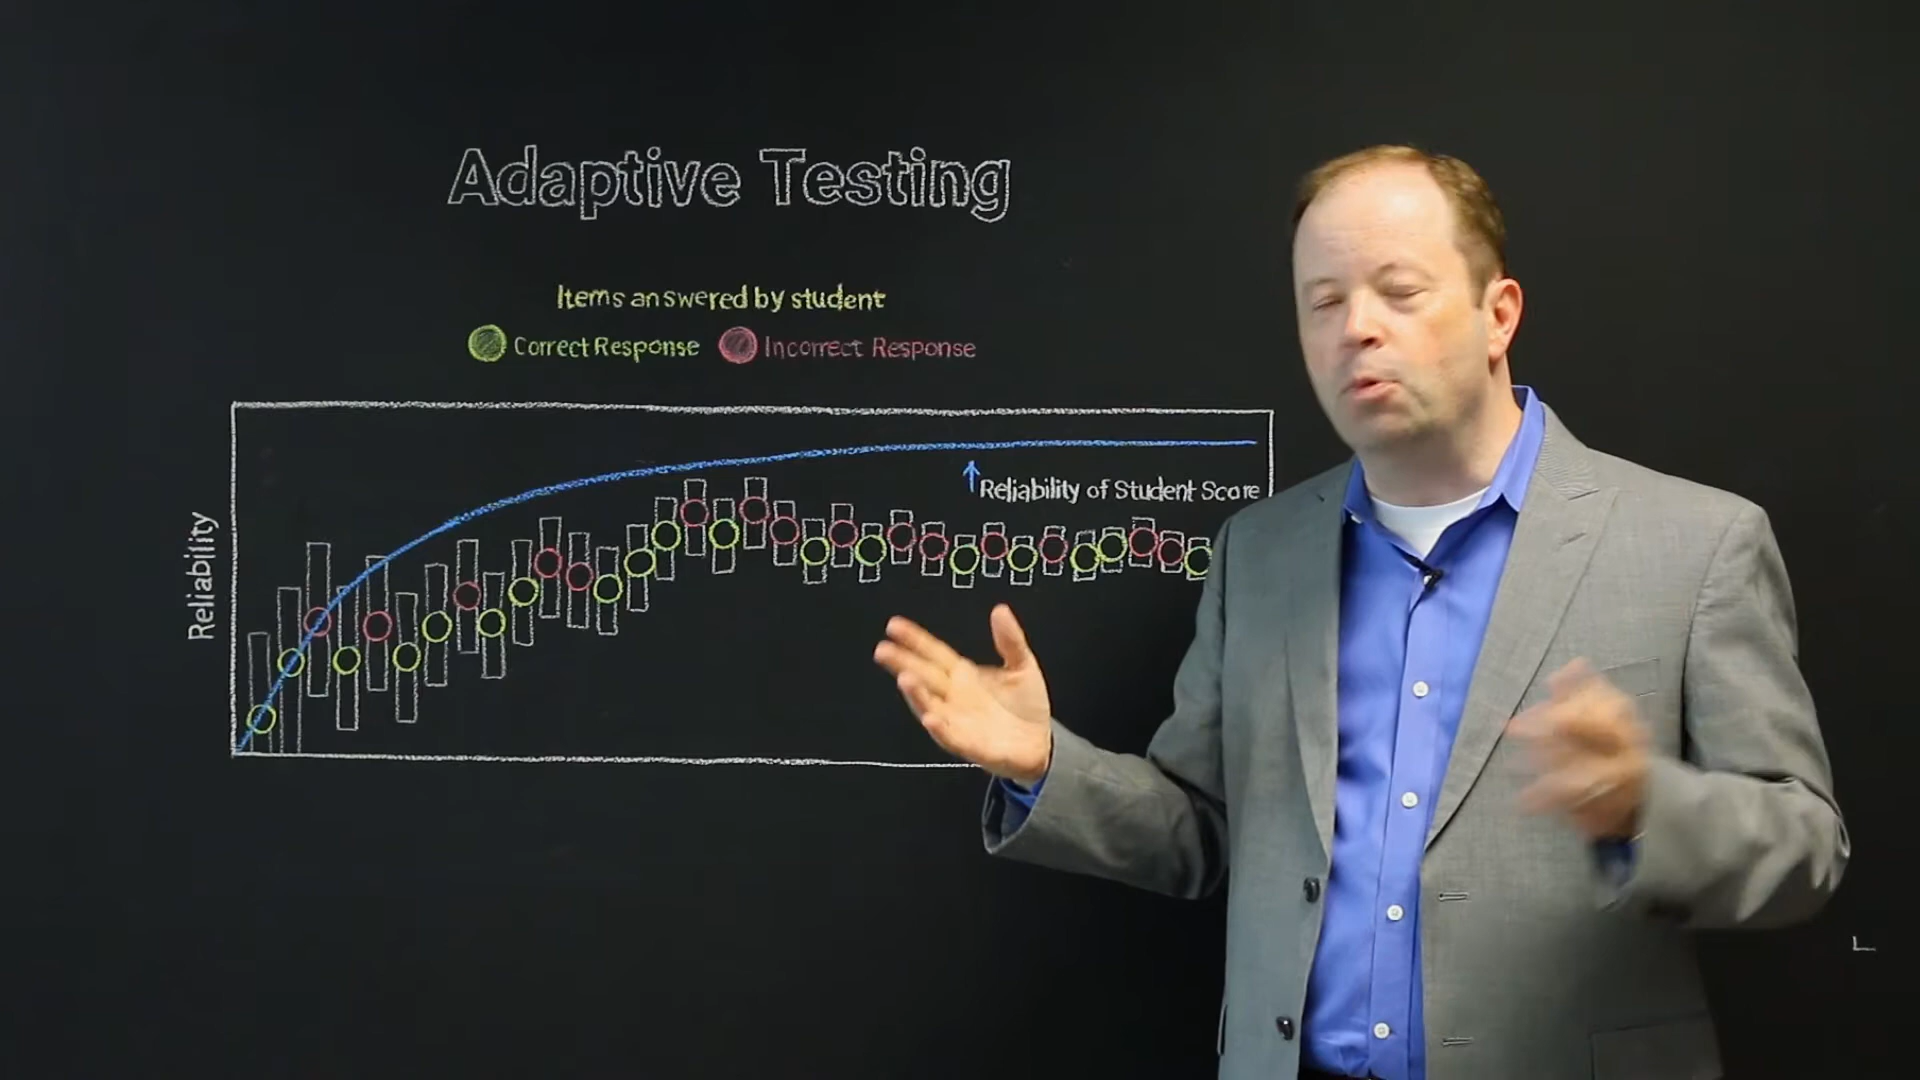 Adaptive Testing
Items answered by student
Correct Response Incorrect Response
Reliability of Student Score
Reliability